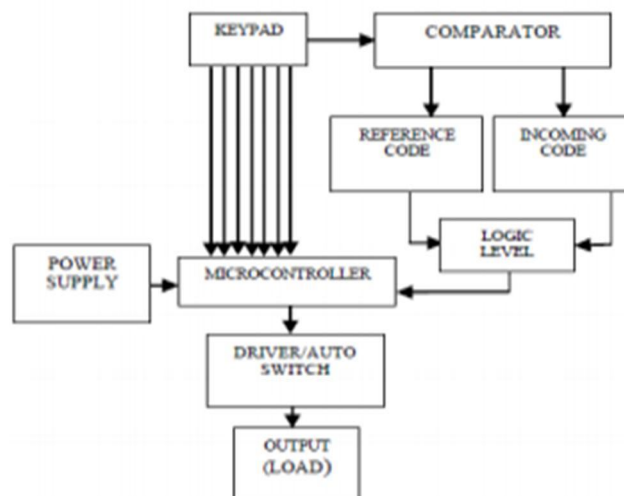 KEYPAD
COMPARATOR
REFERENCE
CODE
INCOMING
CODE
LOGIC
LEVEL
POWER
SUPPLY
MICROCONTROLLER
DRIVER/AUTO
SWITCH
OUTPUT
(LOAD)